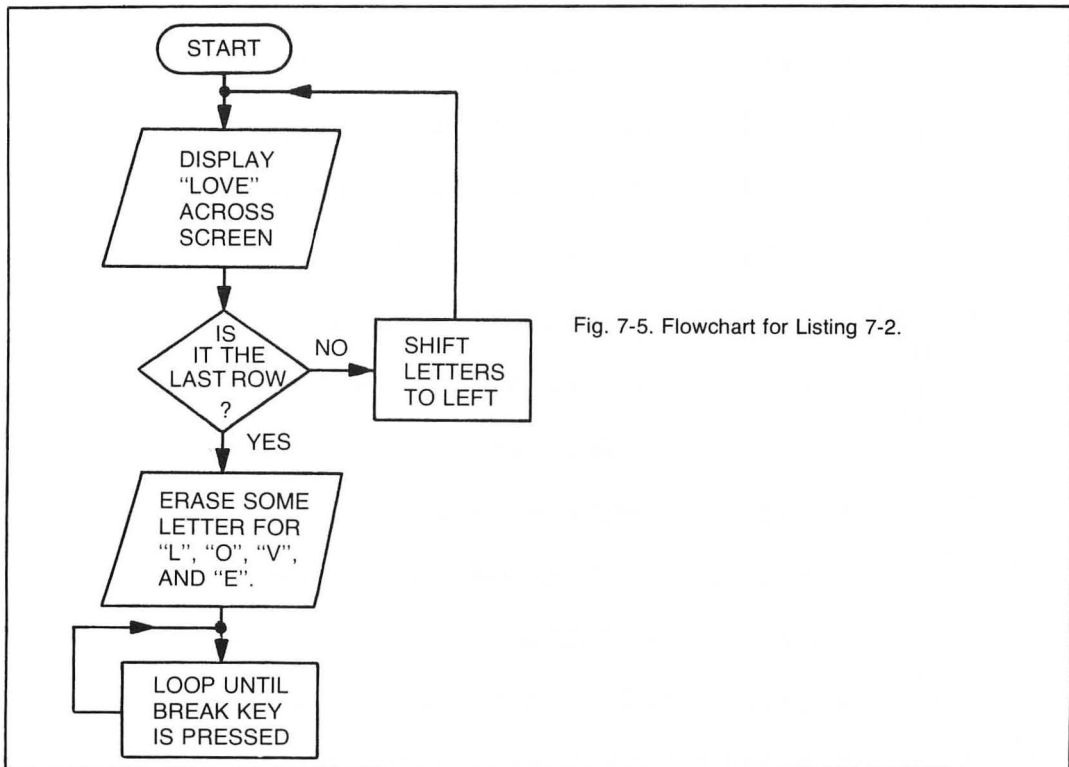 START
DISPLAY
“LOVE”
ACROSS
SCREEN
IS
IT THE
LAST ROW
?
NO
SHIFT
LETTERS
TO LEFT
YES
ERASE SOME
LETTER FOR
“L”, “O”, “V”,
AND “E”.
LOOP UNTIL
BREAK KEY
IS PRESSED
Fig. 7-5. Flowchart for Listing 7-2.